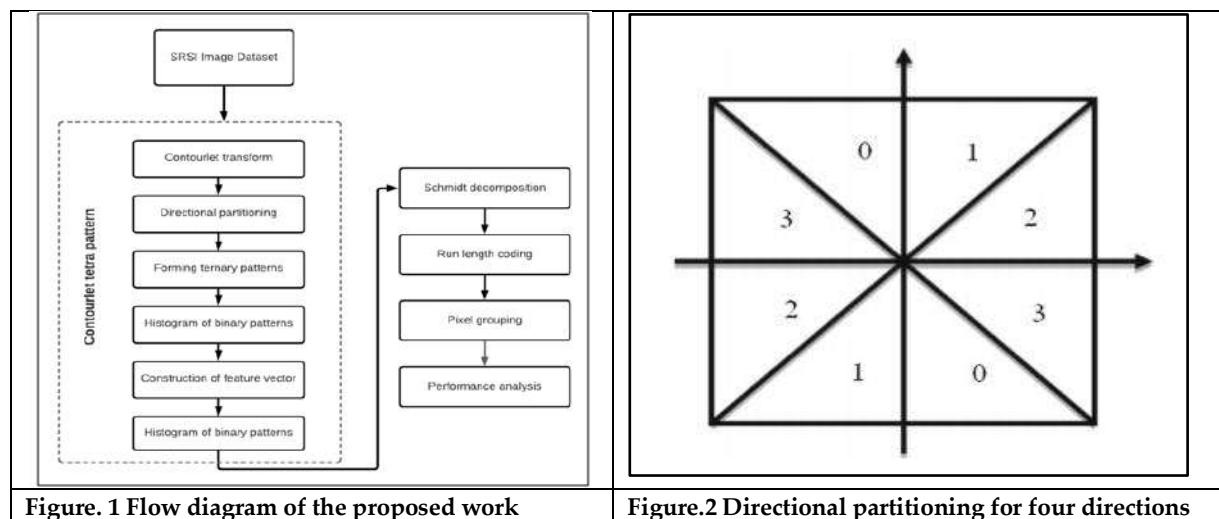 SRSI Image Dataset
Contourlet tetra pattern
Contourlet transform
Directional partitioning
Forming ternary patterns
Histogram of binary patterns
Construction of feature vector
Histogram of binary patterns
Schmidt decomposition
Run length coding
Pixel grouping
Performance analysis
Figure. 1 Flow diagram of the proposed work
0 1
3 2
2 3
1 0
Figure.2 Directional partitioning for four directions